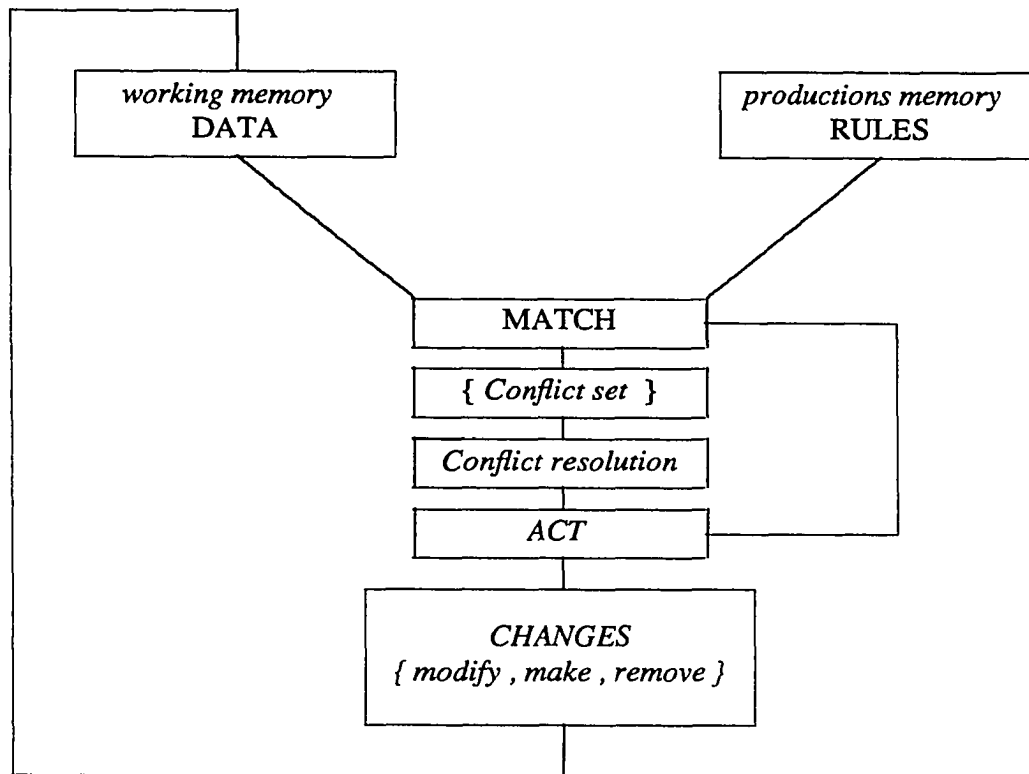 working memory
DATA
productions memory
RULES
MATCH
{ Conflict set }
Conflict resolution
ACT
CHANGES
{ modify , make , remove }